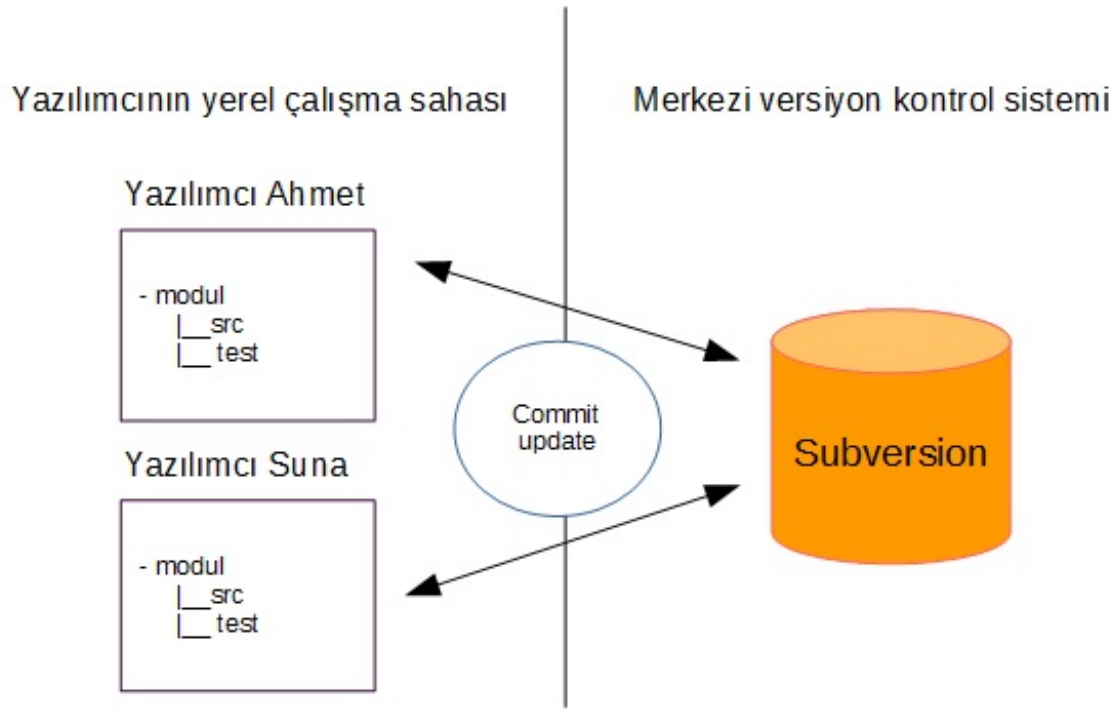 Yazılımcının yerel çalışma sahası
Merkezi versiyon kontrol sistemi
Yazılımcı Ahmet
- modul
|__src
|__ test
Commit
update
Subversion
Yazılımcı Suna
- modul
|__src
|__ test